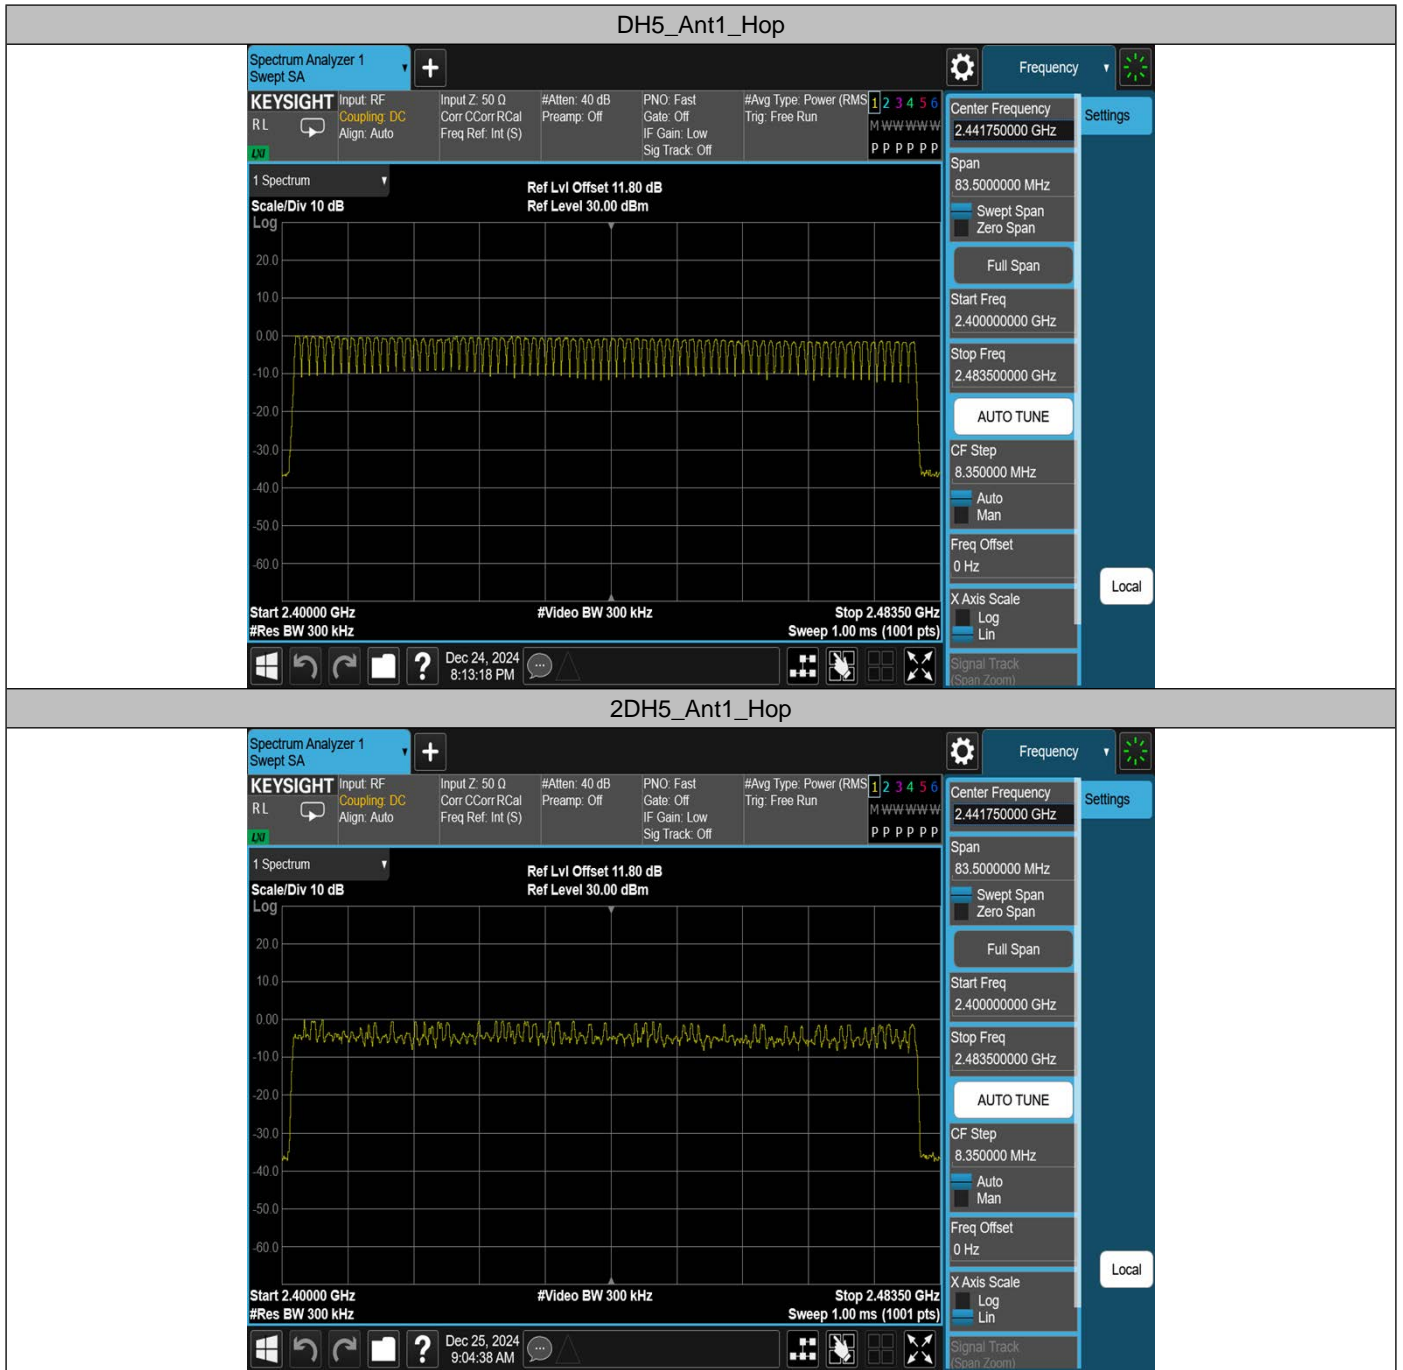 DH5_Ant1_Hop
Spectrum Analyzer 1
Swept SA
+
Frequency
KEYSIGHT
R L
LXI
Input: RF
Coupling: DC
Align: Auto
Input Z: 50 Ω
Corr CCorr RCal
Freq Ref: Int (S)
#Atten: 40 dB
Preamp: Off
PNO: Fast
Gate: Off
IF Gain: Low
Sig Track: Off
#Avg Type: Power (RMS
Trig: Free Run
1 2 3 4 5 6
M W W W W W
P P P P P P
Center Frequency
2.441750000 GHz
Settings
1 Spectrum
Scale/Div 10 dB
Ref Lvl Offset 11.80 dB
Ref Level 30.00 dBm
Log
20.0
10.0
0.00
-10.0
-20.0
-30.0
-40.0
-50.0
-60.0
Start 2.40000 GHz
#Video BW 300 kHz
Stop 2.48350 GHz
#Res BW 300 kHz
Sweep 1.00 ms (1001 pts)
Span
83.5000000 MHz
Swept Span
Zero Span
Full Span
Start Freq
2.400000000 GHz
Stop Freq
2.483500000 GHz
AUTO TUNE
CF Step
8.350000 MHz
Auto
Man
Freq Offset
0 Hz
X Axis Scale
Log
Lin
Signal Track
(Span Zoom)
Local
?
Dec 24, 2024
8:13:18 PM
2DH5_Ant1_Hop
Spectrum Analyzer 1
Swept SA
+
Frequency
KEYSIGHT
R L
LXI
Input: RF
Coupling: DC
Align: Auto
Input Z: 50 Ω
Corr CCorr RCal
Freq Ref: Int (S)
#Atten: 40 dB
Preamp: Off
PNO: Fast
Gate: Off
IF Gain: Low
Sig Track: Off
#Avg Type: Power (RMS
Trig: Free Run
1 2 3 4 5 6
M W W W W W
P P P P P P
Center Frequency
2.441750000 GHz
Settings
1 Spectrum
Scale/Div 10 dB
Ref Lvl Offset 11.80 dB
Ref Level 30.00 dBm
Log
20.0
10.0
0.00
-10.0
-20.0
-30.0
-40.0
-50.0
-60.0
Start 2.40000 GHz
#Video BW 300 kHz
Stop 2.48350 GHz
#Res BW 300 kHz
Sweep 1.00 ms (1001 pts)
Span
83.5000000 MHz
Swept Span
Zero Span
Full Span
Start Freq
2.400000000 GHz
Stop Freq
2.483500000 GHz
AUTO TUNE
CF Step
8.350000 MHz
Auto
Man
Freq Offset
0 Hz
X Axis Scale
Log
Lin
Signal Track
(Span Zoom)
Local
?
Dec 25, 2024
9:04:38 AM